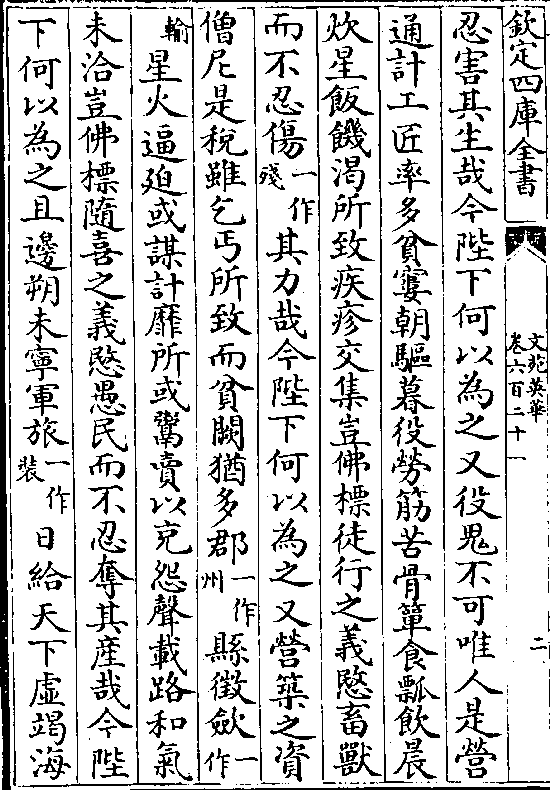 欽定四庫全書
文苑英華
卷六百二十一
二
忍害其生哉今陛下何以為之又役鬼不可唯人是營
通計工匠率多貧窶朝驅暮役勞筋苦骨簞食瓢飲晨
炊星飯饑渴所致疾疹交集豈佛標徒行之義愍畜獸
而不忍傷一作殘其力哉今陛下何以為之又營築之資
僧尼是稅雖乞丐所致而貧闕猶多郡一作州縣徴斂一作
輸星火逼廹或謀計靡所或鬻賣以充怨聲載路和氣
未洽豈佛標隨喜之義愍愚民而不忍奪其産哉今陛
下何以為之且邊朔未寧軍旅一作裝日給天下虛竭海